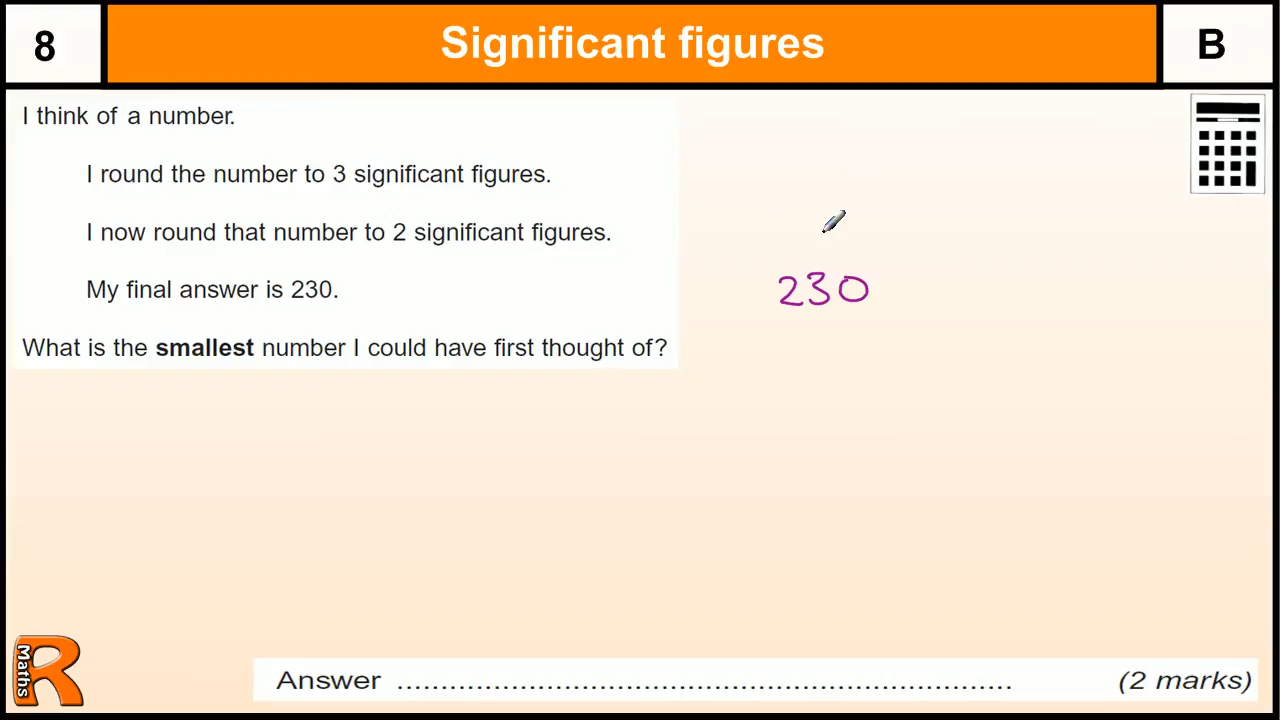 8
Significant figures
B
I think of a number.
I round the number to 3 significant figures.
I now round that number to 2 significant figures.
My final answer is 230.
230
What is the smallest number I could have first thought of?
Maths
R
Answer ......................................................................
(2 marks)